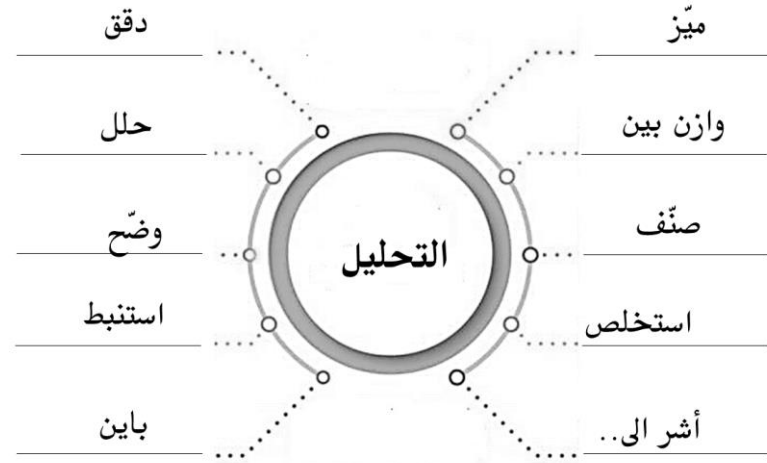 ميّز
دقق
وازن بين
حلل
صنّف
التحليل
وضّح
استخلص
استنبط
أشر الى..
باين